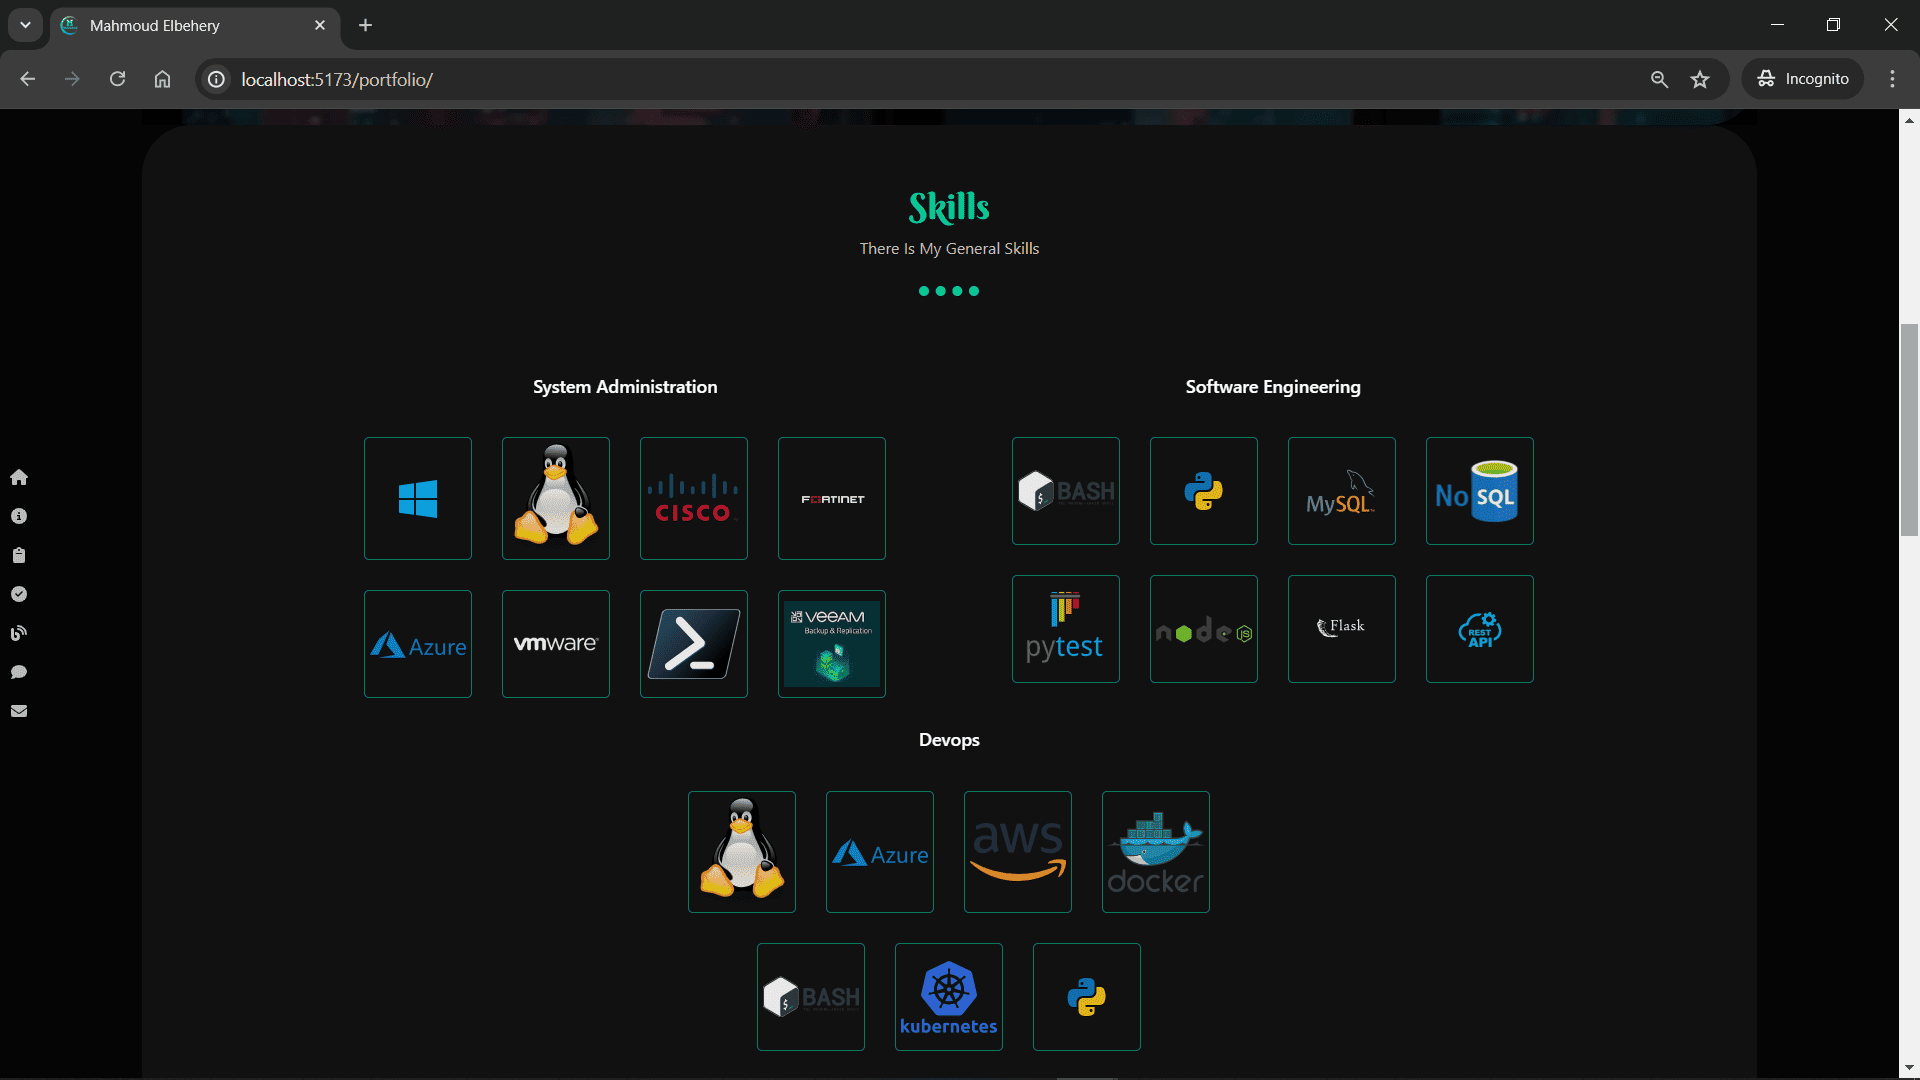 Mahmoud Elbehery
localhost:5173/portfolio/
Incognito
Skills
There Is My General Skills
System Administration
Software Engineering
CISCO
FORTINET
BASH
MySQL
No SQL
Azure
vmware
VEEAM
Backup & Replication
pytest
node JS
Flask
REST
API
Devops
Azure
aws
docker
BASH
kubernetes